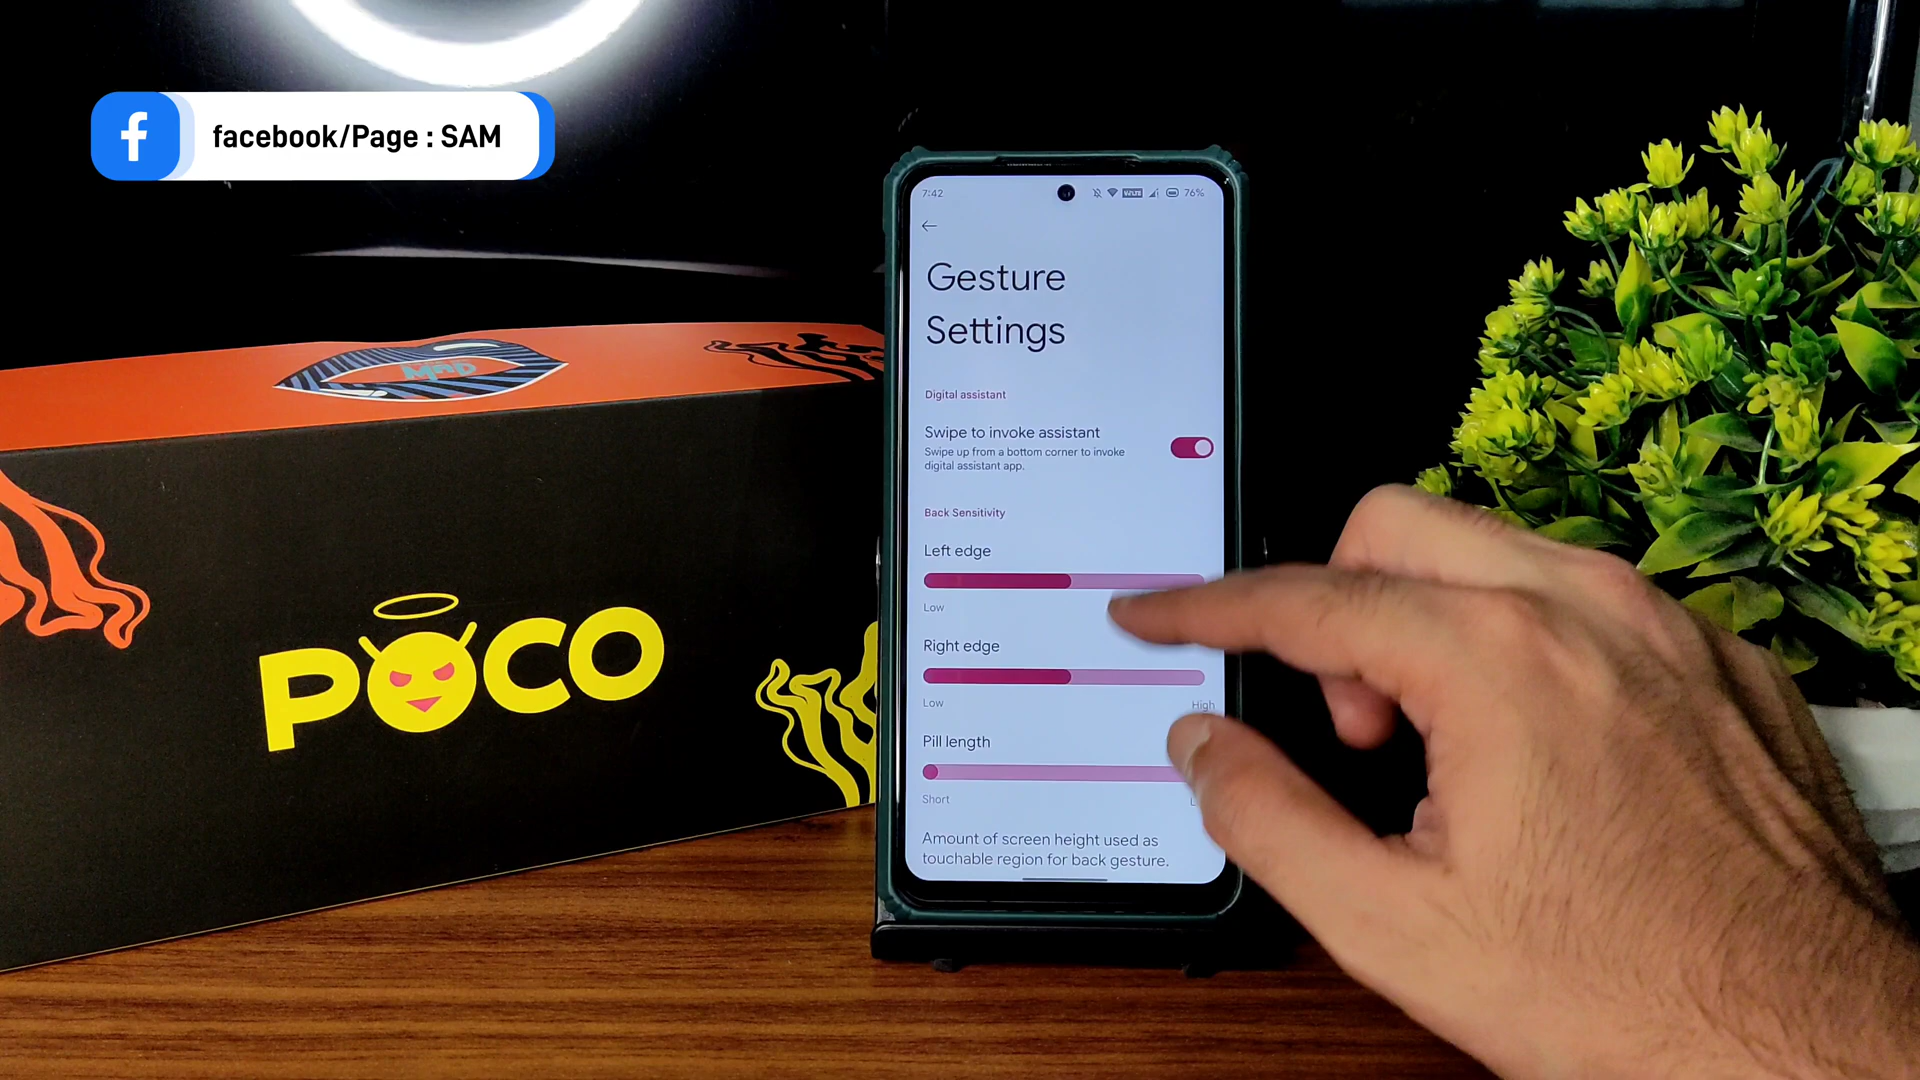 facebook/Page : SAM
MAD
POCO
7:42
VoLTE
76%
Gesture
Settings
Digital assistant
Swipe to invoke assistant
Swipe up from a bottom corner to invoke
digital assistant app.
Back Sensitivity
Left edge
Low
Right edge
Low
High
Pill length
Short
Amount of screen height used as
touchable region for back gesture.